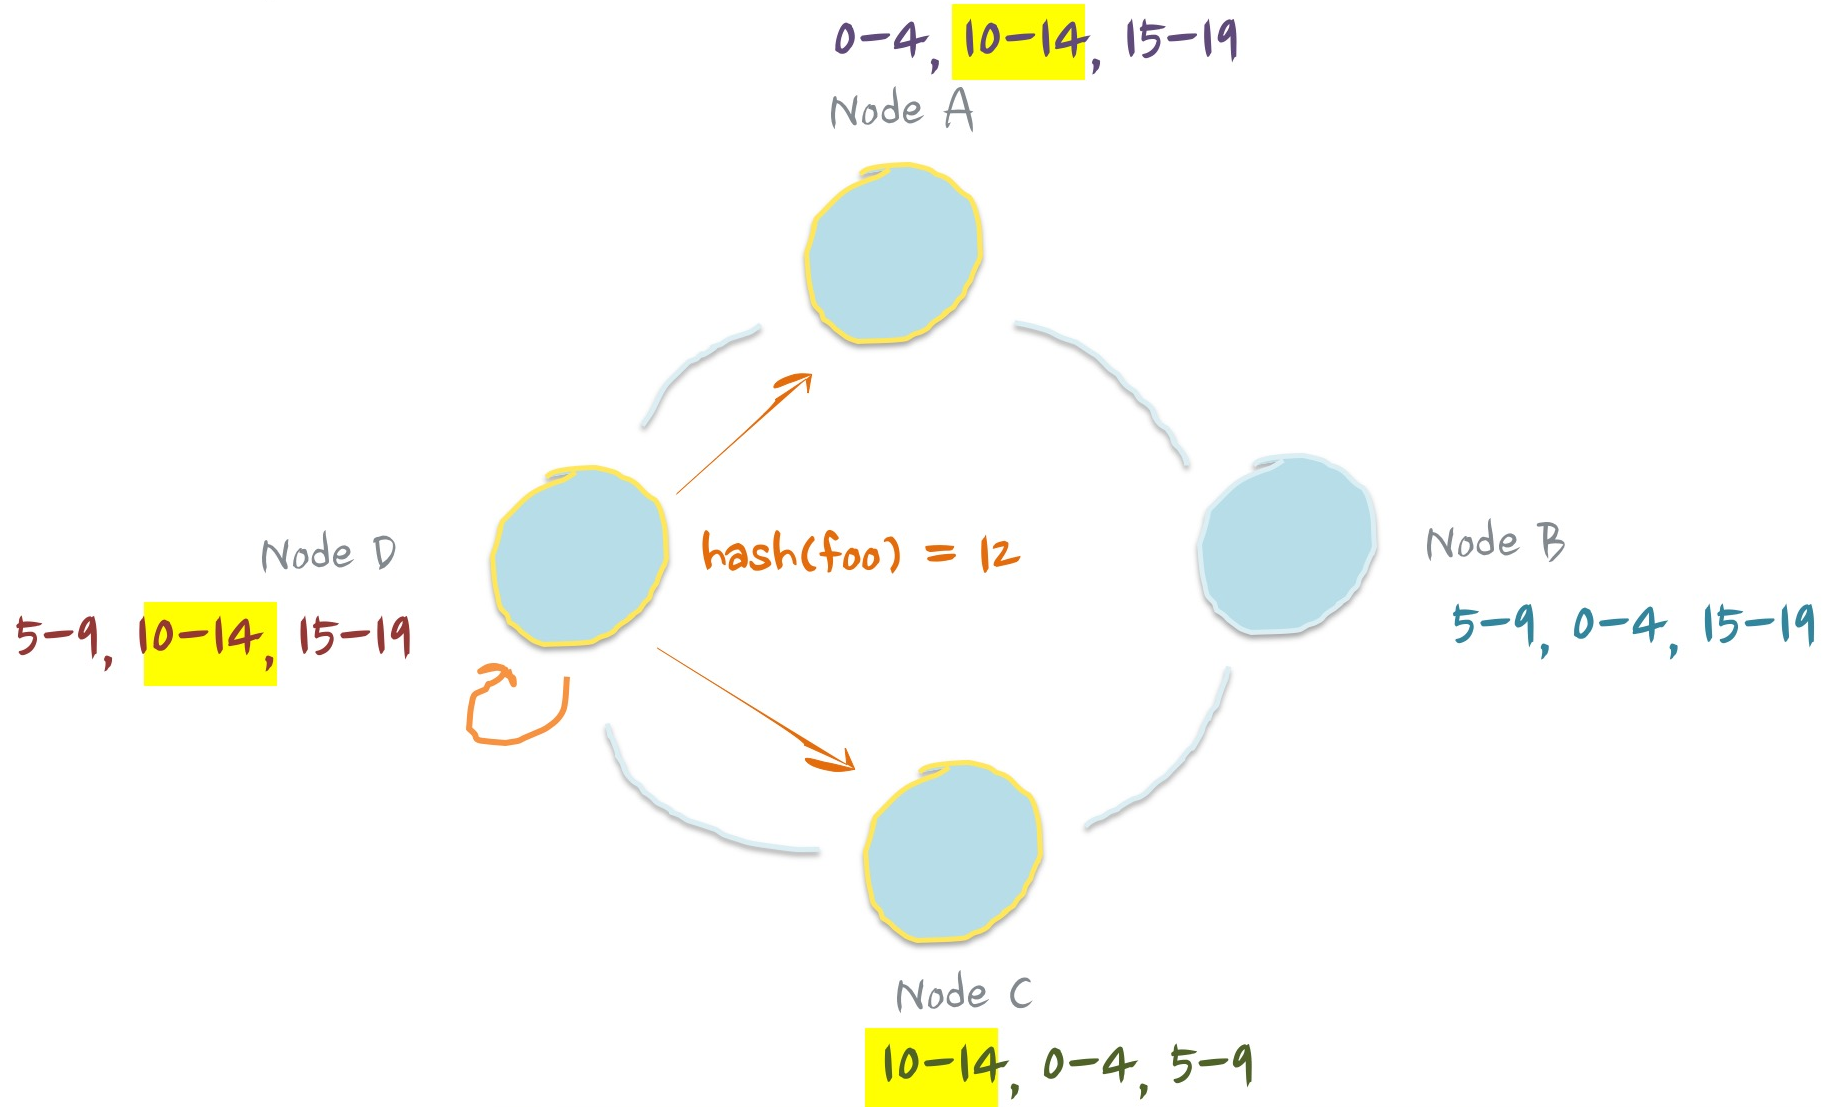 0-4, 10-14, 15-19
Node A
Node D
hash(foo) = 12
Node B
5-9, 10-14, 15-19
5-9, 0-4, 15-19
Node C
10-14, 0-4, 5-9